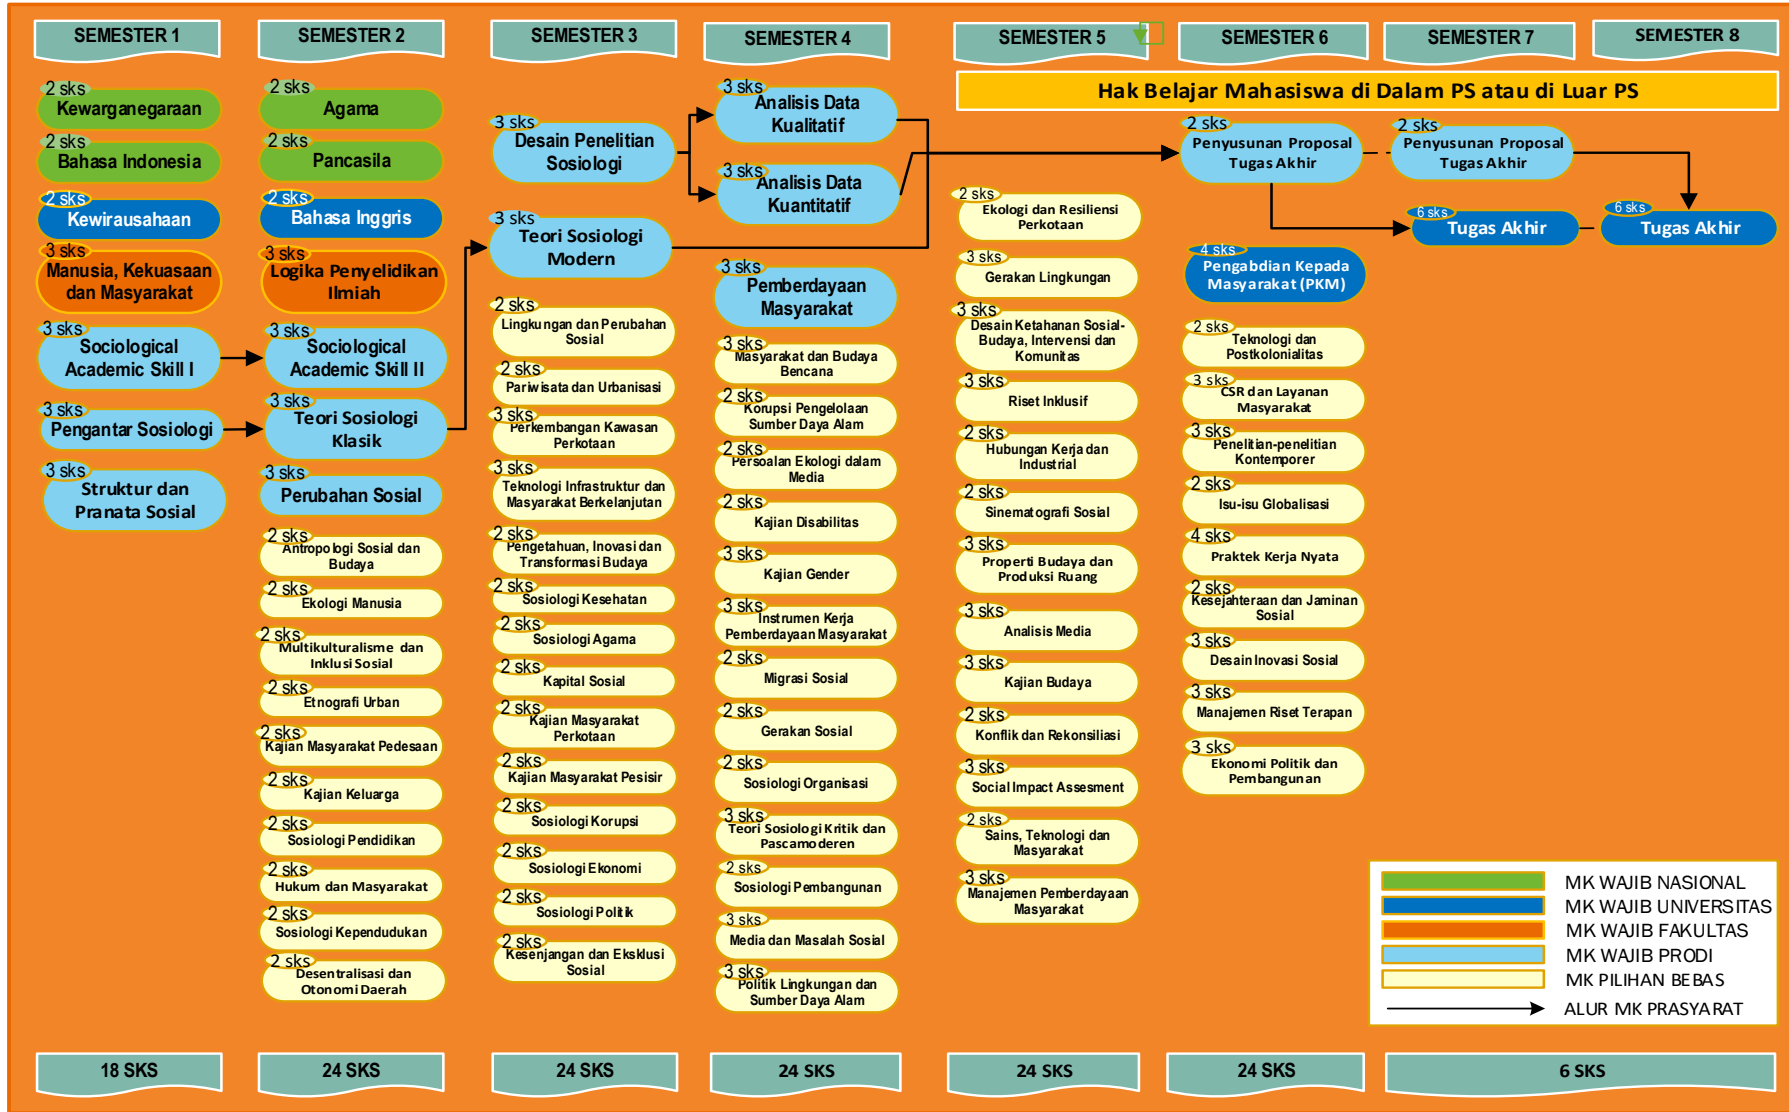 SEMESTER 1
2 sks
Kewarganegaraan
2 sks
Bahasa Indonesia
2 sks
Kewirausahaan
3 sks
Manusia, Kekuasaan
dan Masyarakat
3 sks
Sociological
Academic Skill I
3 sks
Pengantar Sosiologi
3 sks
Struktur dan
Pranata Sosial
18 SKS
SEMESTER 2
2 sks
Agama
2 sks
Pancasila
2 sks
Bahasa Inggris
3 sks
Logika Penyelidikan
Ilmiah
3 sks
Sociological
Academic Skill II
3 sks
Teori Sosiologi
Klasik
3 sks
Perubahan Sosial
2 sks
Antropologi Sosial dan
Budaya
2 sks
Ekologi Manusia
2 sks
Multikulturalisme dan
Inklusi Sosial
2 sks
Etnografi Urban
2 sks
Kajian Masyarakat Pedesaan
2 sks
Kajian Keluarga
2 sks
Sosiologi Pendidikan
2 sks
Hukum dan Masyarakat
2 sks
Sosiologi Kependudukan
2 sks
Desentralisasi dan
Otonomi Daerah
24 SKS
SEMESTER 3
3 sks
Desain Penelitian
Sosiologi
3 sks
Teori Sosiologi
Modern
2 sks
Lingkungan dan Perubahan
Sosial
2 sks
Pariwisata dan Urbanisasi
3 sks
Perkembangan Kawasan
Perkotaan
3 sks
Teknologi Infrastruktur dan
Masyarakat Berkelanjutan
2 sks
Pengetahuan, Inovasi dan
Transformasi Budaya
2 sks
Sosiologi Kesehatan
2 sks
Sosiologi Agama
2 sks
Kapital Sosial
2 sks
Kajian Masyarakat
Perkotaan
2 sks
Kajian Masyarakat Pesisir
2 sks
Sosiologi Korupsi
2 sks
Sosiologi Ekonomi
2 sks
Sosiologi Politik
2 sks
Kesenjangan dan Eksklusi
Sosial
24 SKS
SEMESTER 4
3 sks
Analisis Data
Kualitatif
3 sks
Analisis Data
Kuantitatif
3 sks
Pemberdayaan
Masyarakat
3 sks
Masyarakat dan Budaya
Bencana
2 sks
Korupsi Pengelolaan
Sumber Daya Alam
2 sks
Persoalan Ekologi dalam
Media
2 sks
Kajian Disabilitas
3 sks
Kajian Gender
3 sks
Instrumen Kerja
Pemberdayaan Masyarakat
2 sks
Migrasi Sosial
2 sks
Gerakan Sosial
2 sks
Sosiologi Organisasi
3 sks
Teori Sosiologi Kritik dan
Pascamoderen
2 sks
Sosiologi Pembangunan
3 sks
Media dan Masalah Sosial
3 sks
Politik Lingkungan dan
Sumber Daya Alam
24 SKS
SEMESTER 5
Hak Belajar Mahasiswa di Dalam PS atau di Luar PS
2 sks
Ekologi dan Resiliensi
Perkotaan
3 sks
Gerakan Lingkungan
3 sks
Desain Ketahanan Sosial-
Budaya, Intervensi dan
Komunitas
3 sks
Riset Inklusif
2 sks
Hubungan Kerja dan
Industrial
2 sks
Sinematografi Sosial
3 sks
Properti Budaya dan
Produksi Ruang
3 sks
Analisis Media
3 sks
Kajian Budaya
2 sks
Konflik dan Rekonsiliasi
3 sks
Social Impact Assesment
2 sks
Sains, Teknologi dan
Masyarakat
3 sks
Manajemen Pemberdayaan
Masyarakat
24 SKS
SEMESTER 6
2 sks
Penyusunan Proposal
Tugas Akhir
4 sks
Pengabdian Kepada
Masyarakat (PKM)
2 sks
Teknologi dan
Postkolonialitas
3 sks
CSR dan Layanan
Masyarakat
3 sks
Penelitian-penelitian
Kontemporer
2 sks
Isu-isu Globalisasi
4 sks
Praktek Kerja Nyata
2 sks
Kesejahteraan dan Jaminan
Sosial
3 sks
Desain Inovasi Sosial
3 sks
Manajemen Riset Terapan
3 sks
Ekonomi Politik dan
Pembangunan
24 SKS
SEMESTER 7
2 sks
Penyusunan Proposal
Tugas Akhir
6 sks
Tugas Akhir
SEMESTER 8
6 sks
Tugas Akhir
MK WAJIB NASIONAL
MK WAJIB UNIVERSITAS
MK WAJIB FAKULTAS
MK WAJIB PRODI
MK PILIHAN BEBAS
ALUR MK PRASYARAT
6 SKS